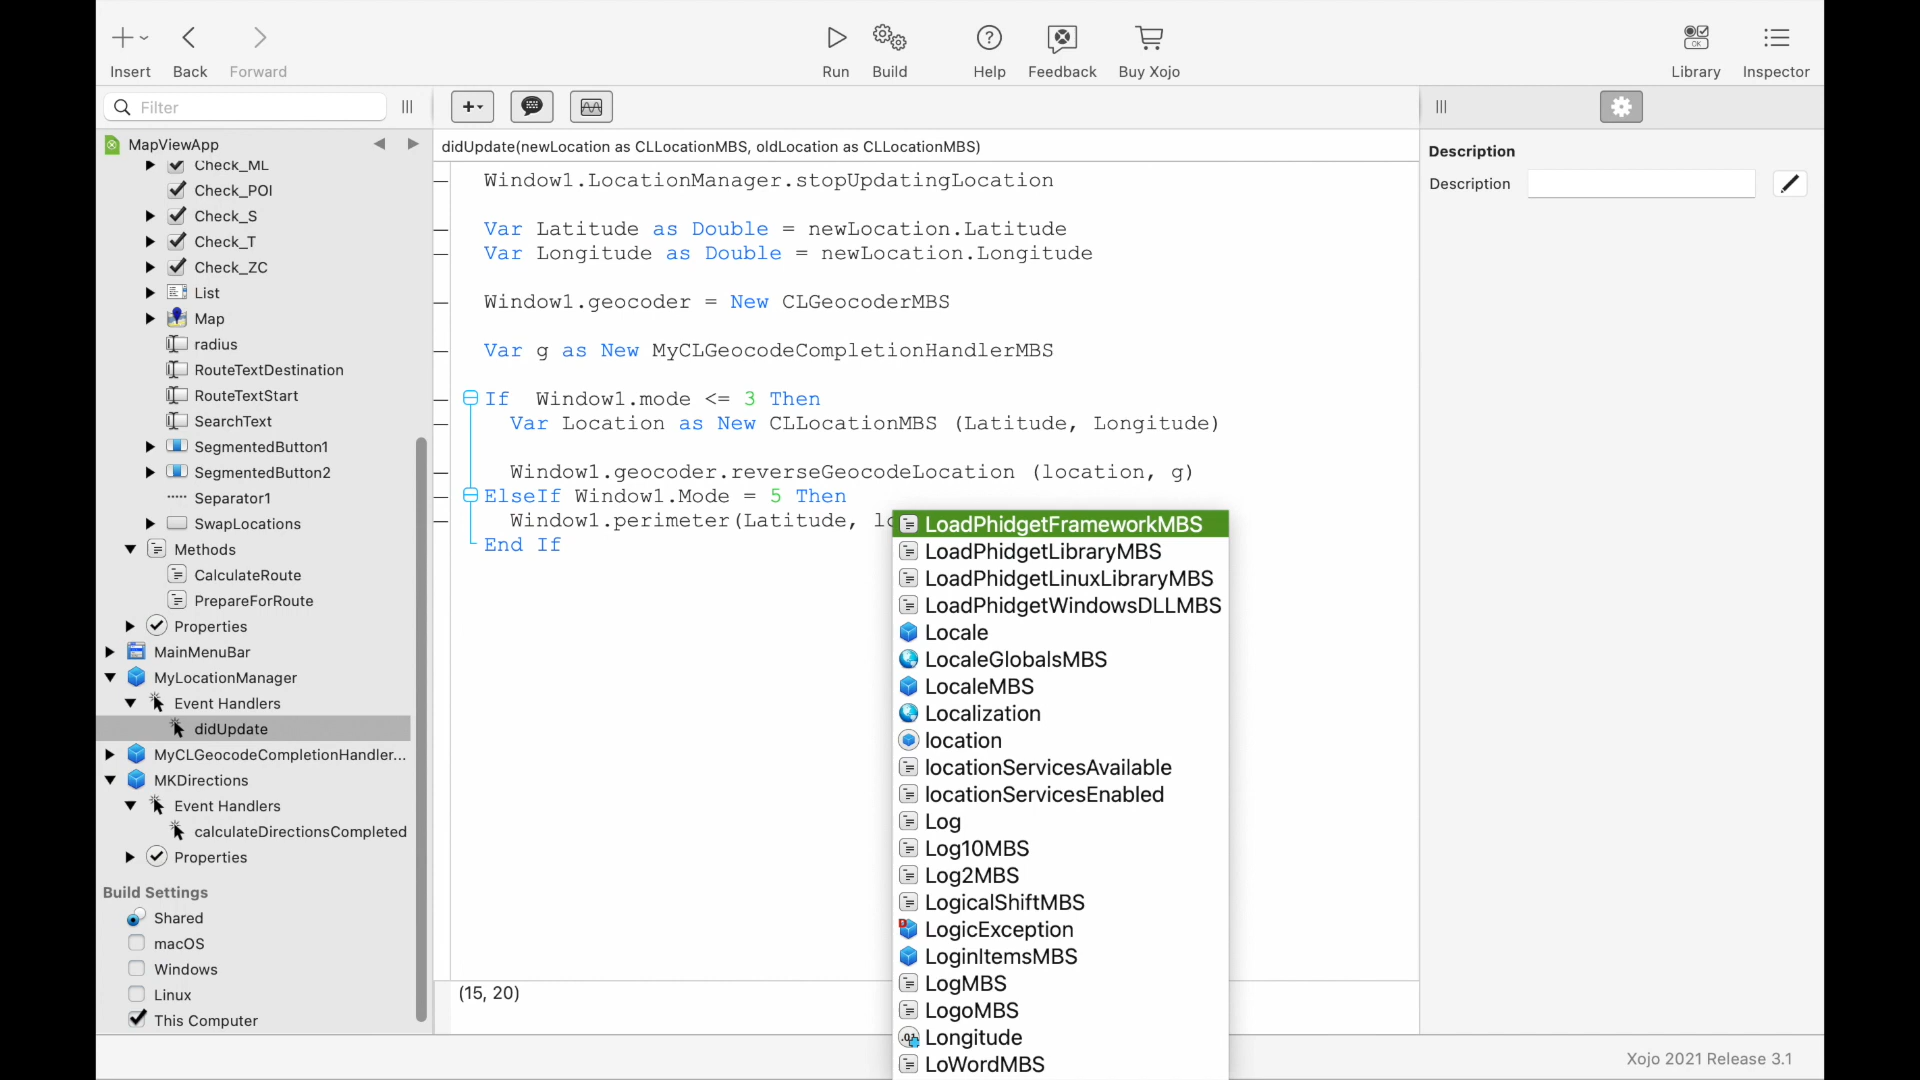 Insert
Back
Forward
Run
Build
Help
Feedback
Buy Xojo
Library
Inspector
Filter
MapViewApp
Check_ML
Check_POI
Check_S
Check_T
Check_ZC
List
Map
radius
RouteTextDestination
RouteTextStart
SearchText
SegmentedButton1
SegmentedButton2
Separator1
SwapLocations
Methods
CalculateRoute
PrepareForRoute
Properties
MainMenuBar
MyLocationManager
Event Handlers
didUpdate
MyCLGeocodeCompletionHandler...
MKDirections
Event Handlers
calculateDirectionsCompleted
Properties
Build Settings
Shared
macOS
Windows
Linux
This Computer
didUpdate(newLocation as CLLocationMBS, oldLocation as CLLocationMBS)
Window1.LocationManager.stopUpdatingLocation
Var Latitude as Double = newLocation.Latitude
Var Longitude as Double = newLocation.Longitude
Window1.geocoder = New CLGeocoderMBS
Var g as New MyCLGeocodeCompletionHandlerMBS
If Window1.mode <= 3 Then
Var Location as New CLLocationMBS (Latitude, Longitude)
Window1.geocoder.reverseGeocodeLocation (location, g)
ElseIf Window1.Mode = 5 Then
Window1.perimeter(Latitude, lo
End If
LoadPhidgetFrameworkMBS
LoadPhidgetLibraryMBS
LoadPhidgetLinuxLibraryMBS
LoadPhidgetWindowsDLLMBS
Locale
LocaleGlobalsMBS
LocaleMBS
Localization
location
locationServicesAvailable
locationServicesEnabled
Log
Log10MBS
Log2MBS
LogicalShiftMBS
LogicException
LoginItemsMBS
LogMBS
LogoMBS
Longitude
LoWordMBS
(15, 20)
Description
Description
Xojo 2021 Release 3.1